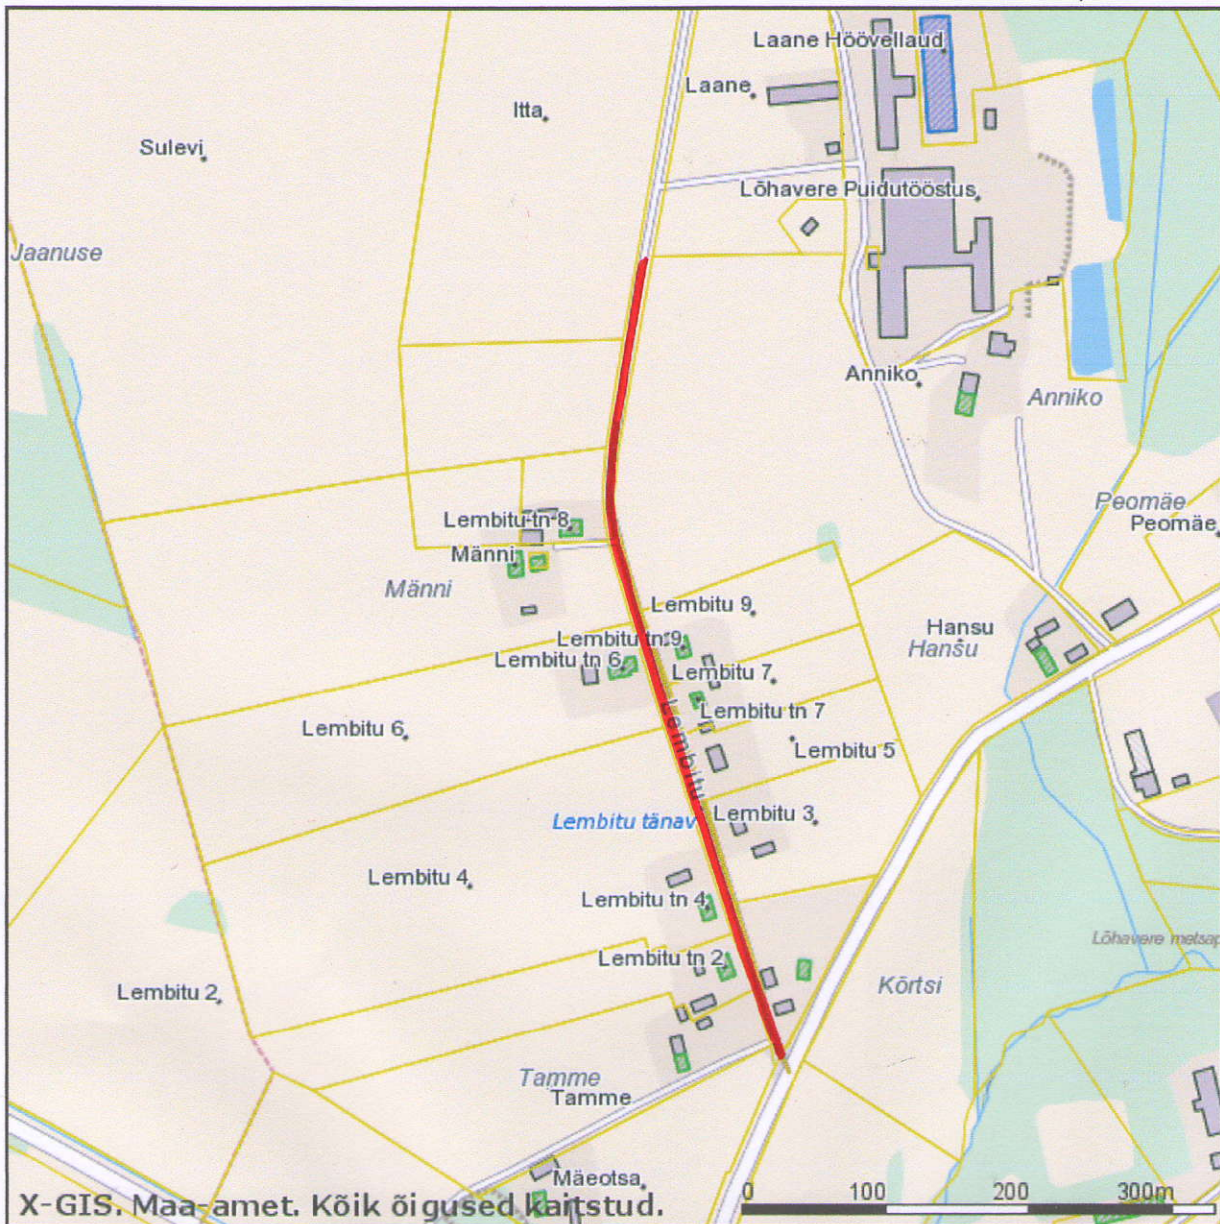 Laane Höövellaud
Laane
Itta
Sulevi
Lõhavere Puidutööstus
Jaanuse
Anniko
Anniko
Peomäe
Peomäe
Lembitu tn 8
Männi
Männi
Lembitu 9
Lembitu tn 9
Hansu
Hansu
Lembitu tn 6
Lembitu 7
Lembitu tn 7
Lembitu 6
Lembitu
Lembitu 5
Lembitu tänav
Lembitu 3
Lembitu 4
Lembitu tn 4
Lõhavere metsap
Lembitu tn 2
Kõrtsi
Lembitu 2
Tamme
Tamme
Mäeotsa
X-GIS. Maa-amet. Kõik õigused kaitstud.
0 100 200 300m